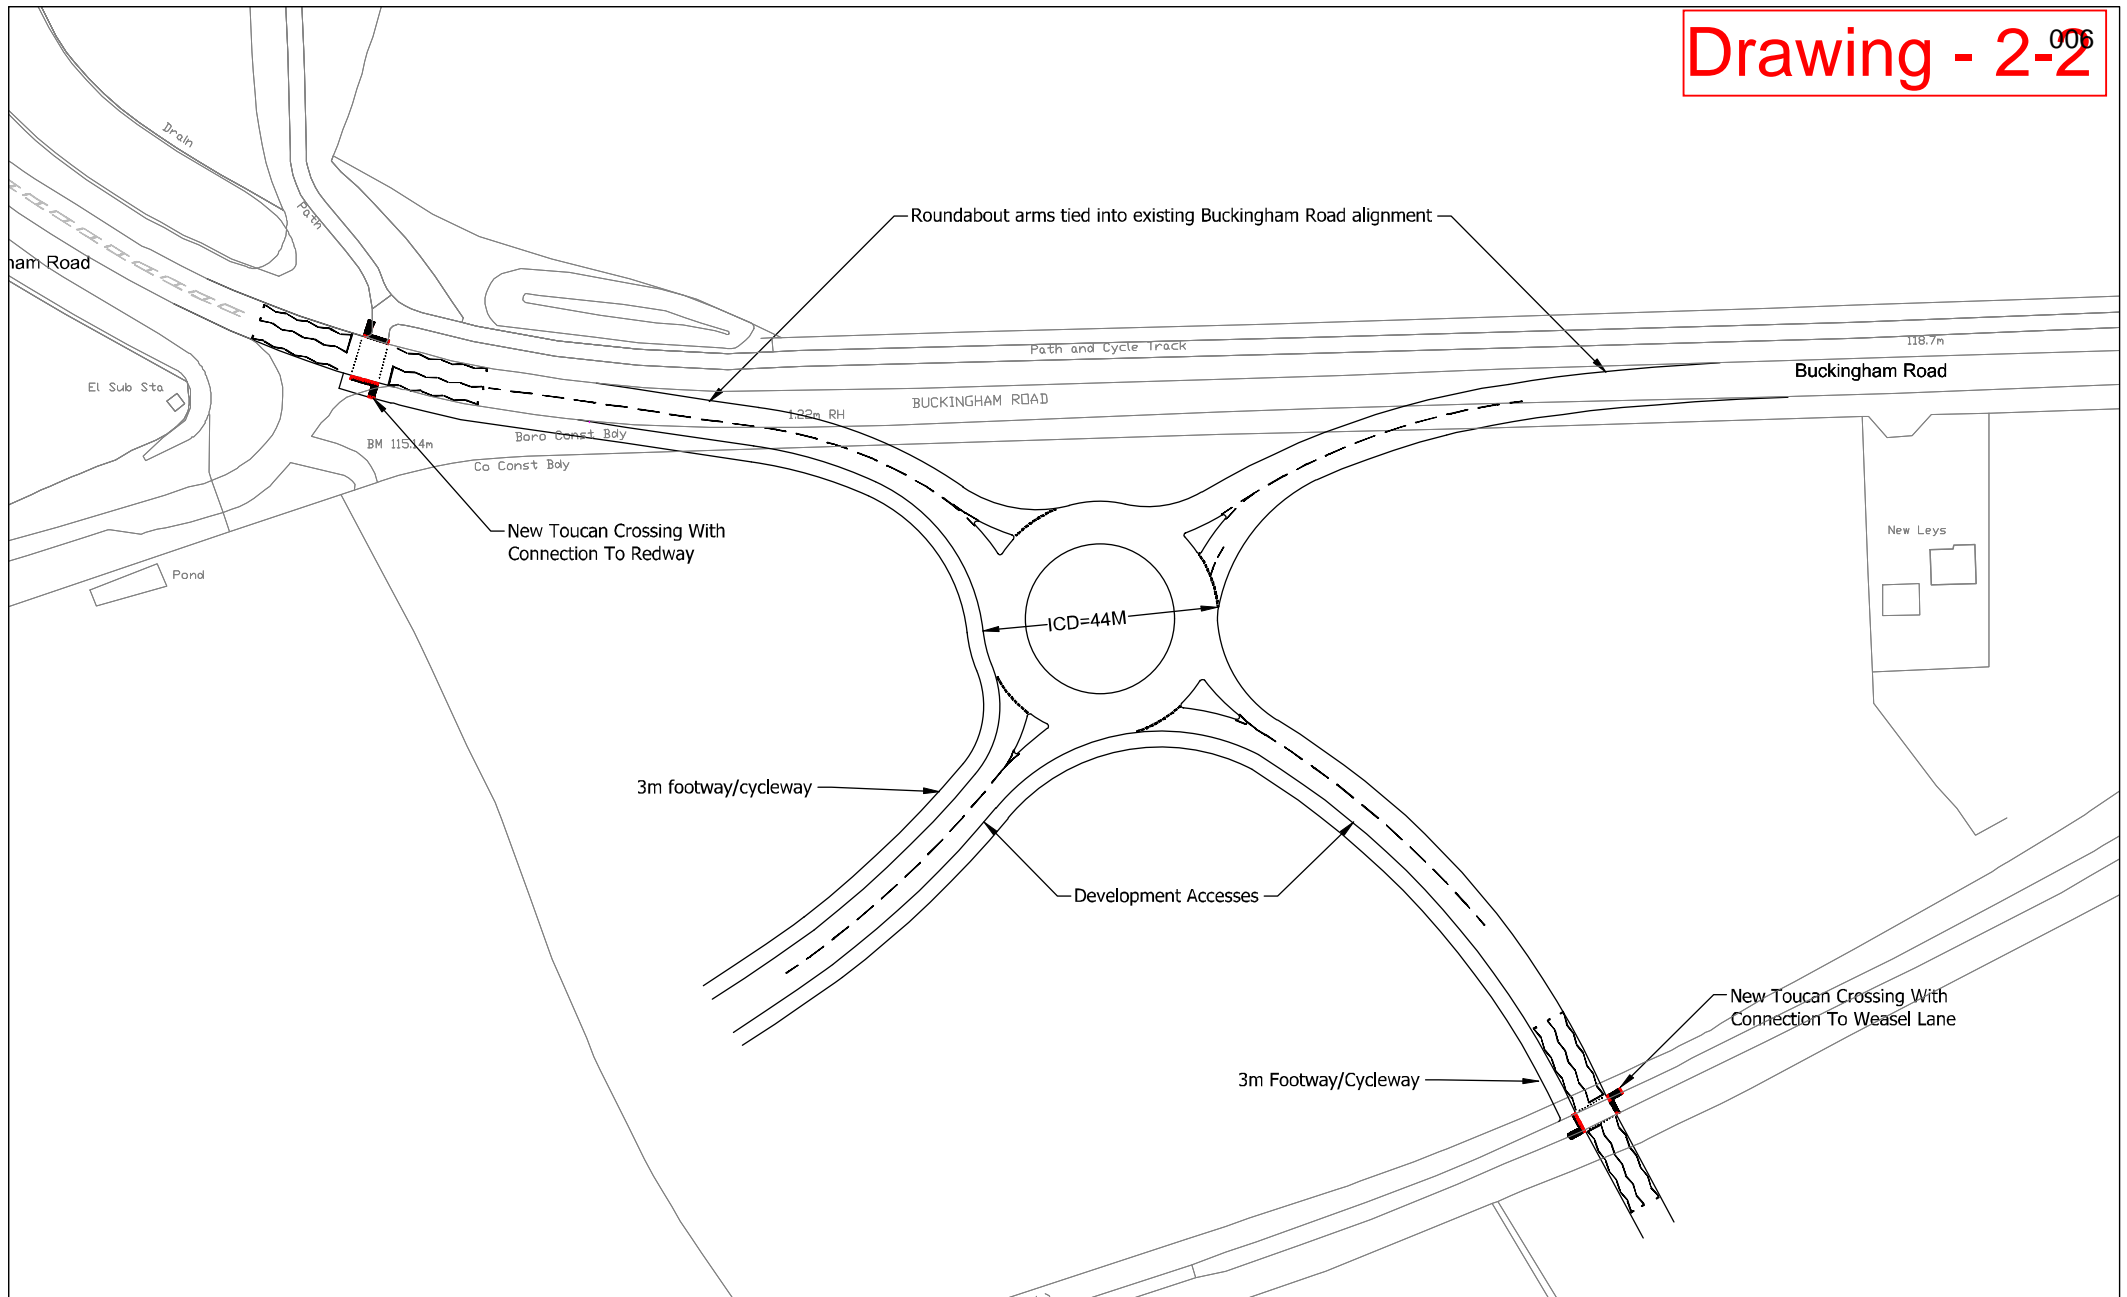 Drawing - 2-2
006
Drain
Path
Roundabout arms tied into existing Buckingham Road alignment
ham Road
Path and Cycle Track
118.7m
Buckingham Road
El Sub Sta
BUCKINGHAM ROAD
1.22m RH
Boro Const Bdy
BM 115.14m
Co Const Bdy
New Toucan Crossing With
Connection To Redway
New Leys
Pond
ICD=44M
3m footway/cycleway
Development Accesses
New Toucan Crossing With
Connection To Weasel Lane
3m Footway/Cycleway